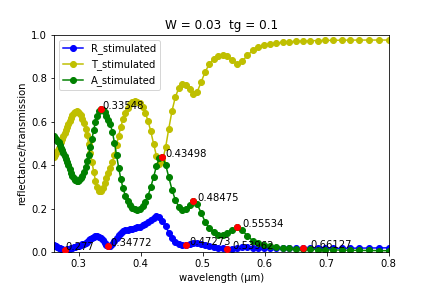 W = 0.03 tg = 0.1
reflectance/transmission
1.0
0.8
0.6
0.4
0.2
0.0
R_stimulated
T_stimulated
A_stimulated
0.33548
0.43498
0.48475
0.55534
0.34772
0.47273
0.66127
0.3 0.4 0.5 0.6 0.7 0.8
wavelength (μm)